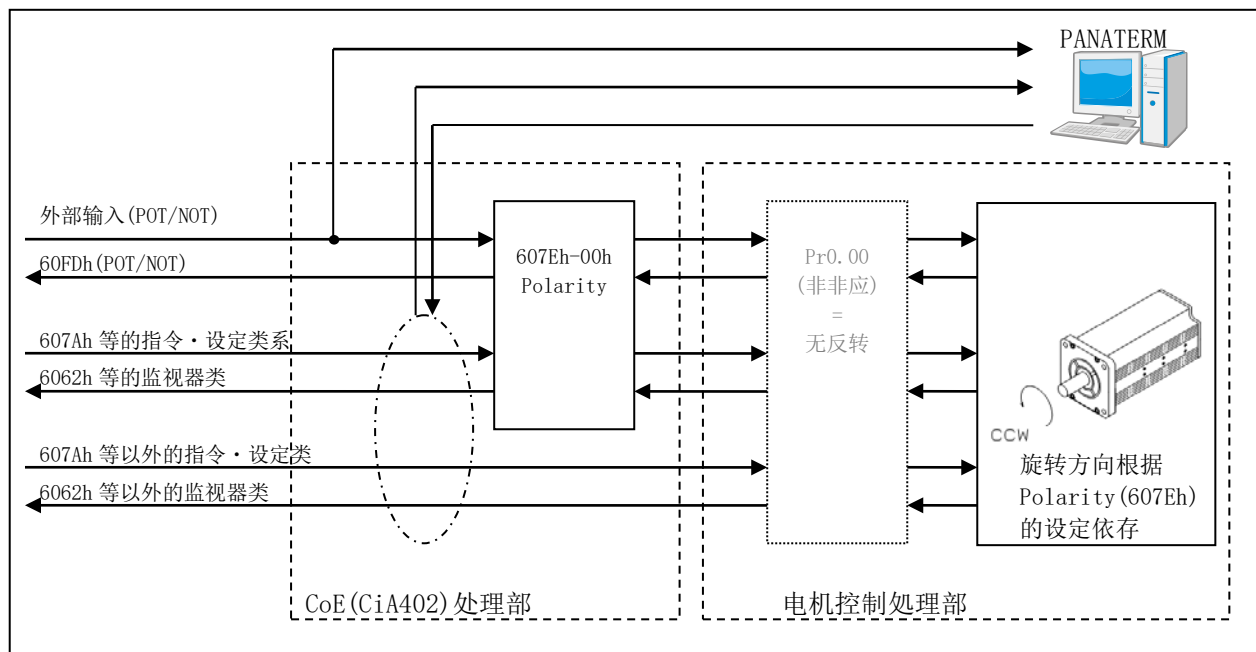 PANATERM
外部输入(POT/NOT)
60FDh(POT/NOT)
607Ah 等的指令·设定类系
6062h 等的监视器类
607Ah 等以外的指令·设定类
6062h 等以外的监视器类
607Eh-00h
Polarity
Pr0.00
(非非应)
=
无反转
CCW
旋转方向根据
Polarity(607Eh)
的设定依存
CoE(CiA402)处理部
电机控制処理部